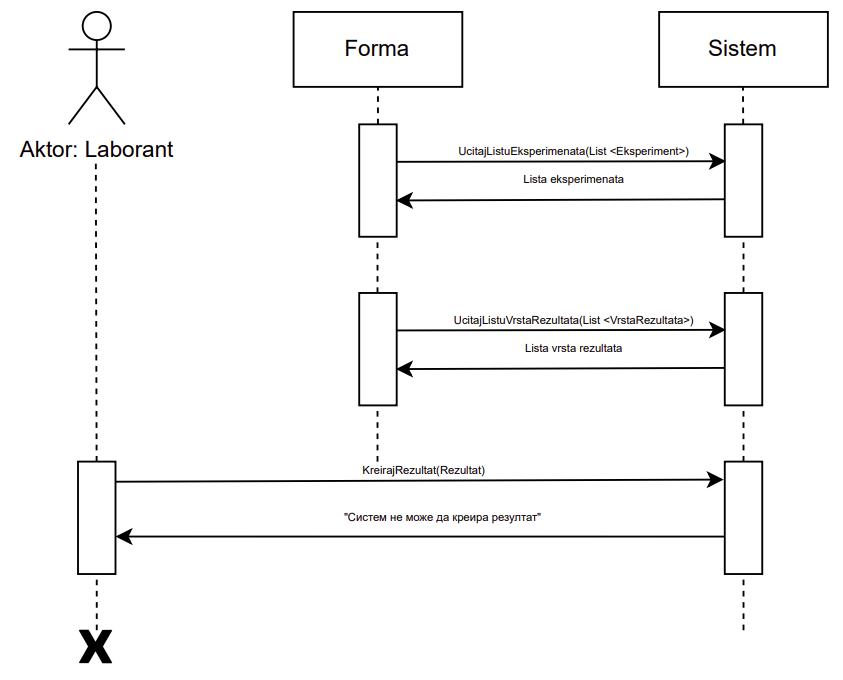 Forma
Sistem
Aktor: Laborant
UcitajListuEksperimenata(List <Eksperiment>)
Lista eksperimenata
UcitajListuVrstaRezultata(List <VrstaRezultata>)
Lista vrsta rezultata
KreirajRezultat(Rezultat)
"Систем не може да креира резултат"
X